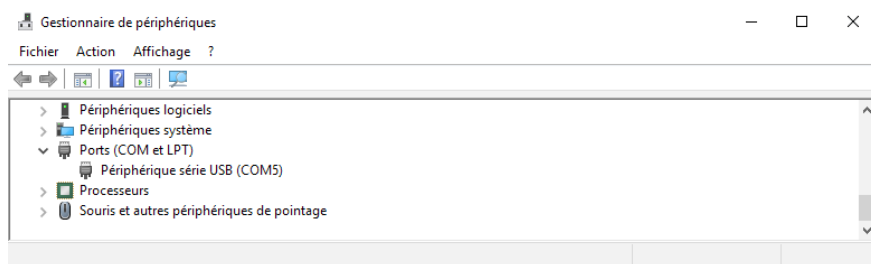 Gestionnaire de périphériques
Fichier Action Affichage ?
Périphériques logiciels
Périphériques système
Ports (COM et LPT)
Périphérique série USB (COM5)
Processeurs
Souris et autres périphériques de pointage